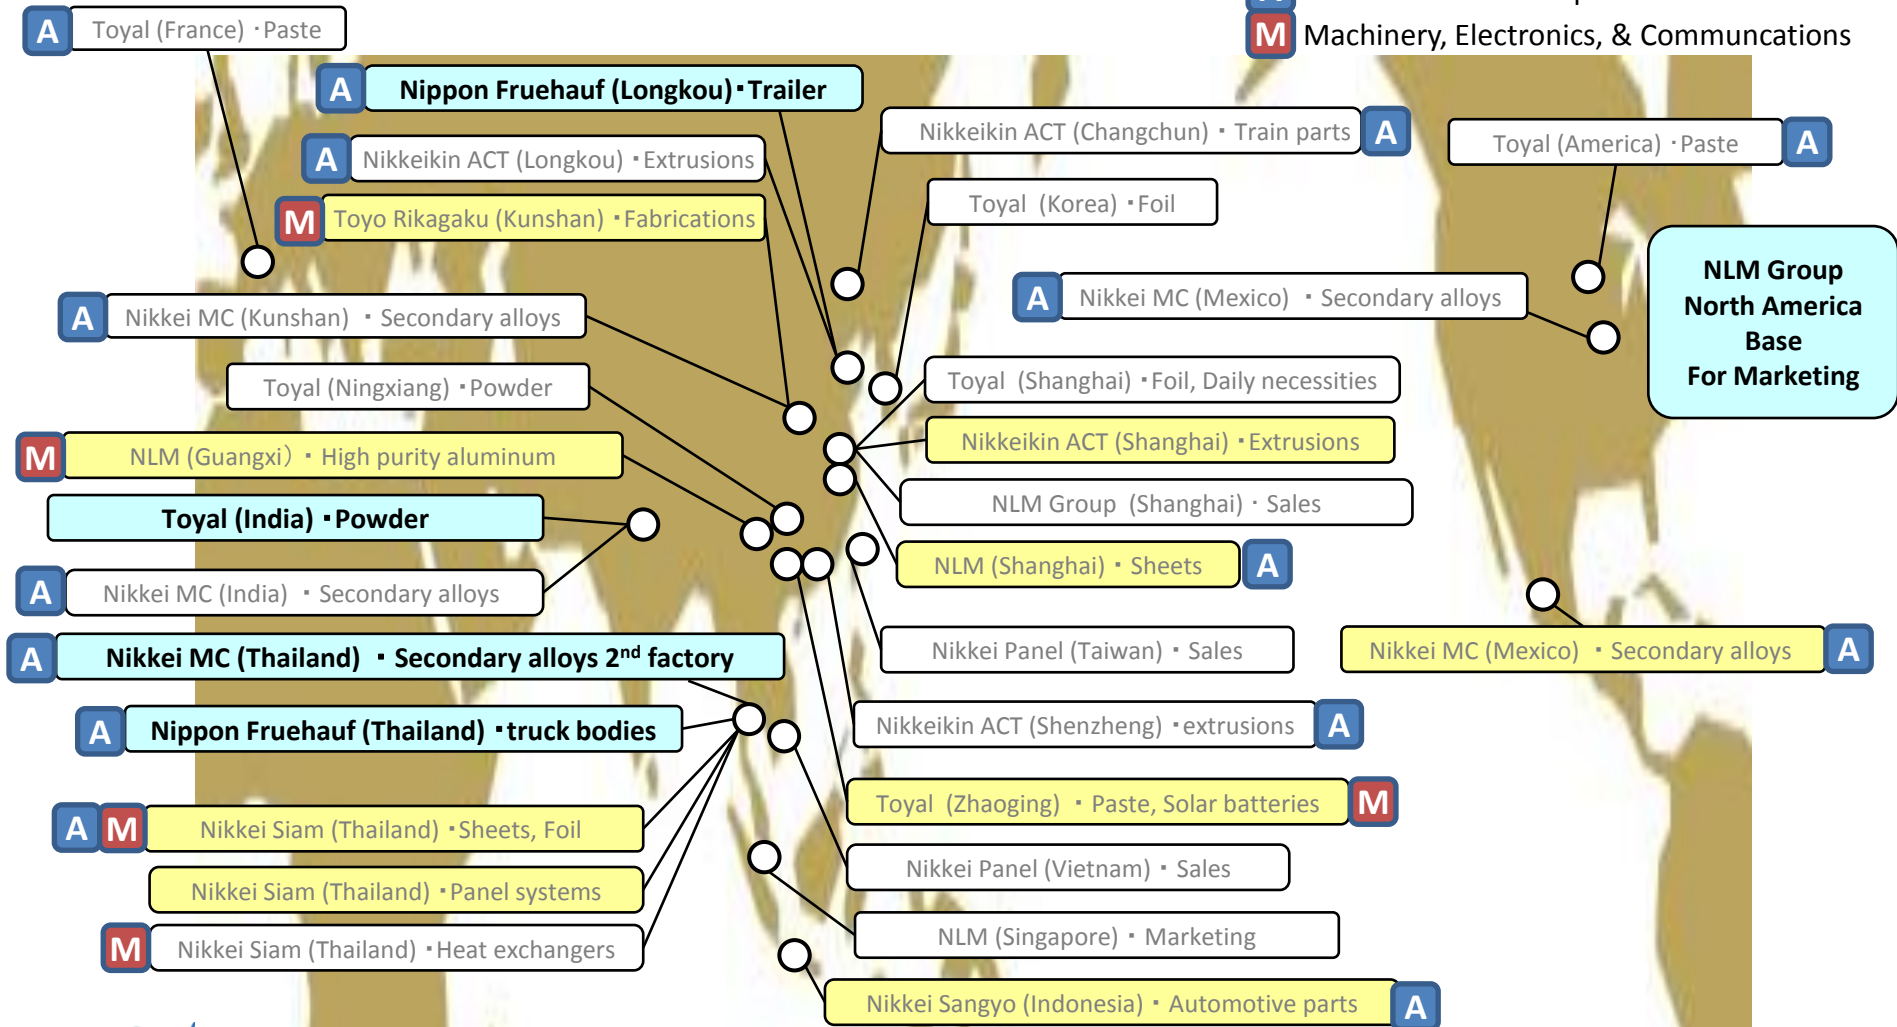 A Toyal (France) ・Paste
M Machinery, Electronics, & Communcations
A Nippon Fruehauf (Longkou)・Trailer
Nikkeikin ACT (Changchun) ・ Train parts A
Toyal (America) ・Paste A
A Nikkeikin ACT (Longkou) ・Extrusions
Toyal (Korea) ・Foil
M Toyo Rikagaku (Kunshan) ・Fabrications
NLM Group
North America
Base
For Marketing
A Nikkei MC (Mexico) ・ Secondary alloys
A Nikkei MC (Kunshan) ・ Secondary alloys
Toyal (Ningxiang) ・Powder
Toyal (Shanghai) ・Foil, Daily necessities
Nikkeikin ACT (Shanghai) ・Extrusions
M NLM (Guangxi） ・ High purity aluminum
NLM Group (Shanghai) ・ Sales
Toyal (India) ・Powder
NLM (Shanghai) ・ Sheets A
A Nikkei MC (India) ・ Secondary alloys
Nikkei Panel (Taiwan) ・ Sales
Nikkei MC (Mexico) ・ Secondary alloys A
A Nikkei MC (Thailand) ・ Secondary alloys 2nd factory
A Nippon Fruehauf (Thailand) ・truck bodies
Nikkeikin ACT (Shenzheng) ・extrusions A
Toyal (Zhaoging) ・ Paste, Solar batteries M
A M Nikkei Siam (Thailand) ・Sheets, Foil
Nikkei Panel (Vietnam) ・ Sales
Nikkei Siam (Thailand) ・Panel systems
NLM (Singapore) ・ Marketing
M Nikkei Siam (Thailand) ・Heat exchangers
Nikkei Sangyo (Indonesia) ・ Automotive parts A